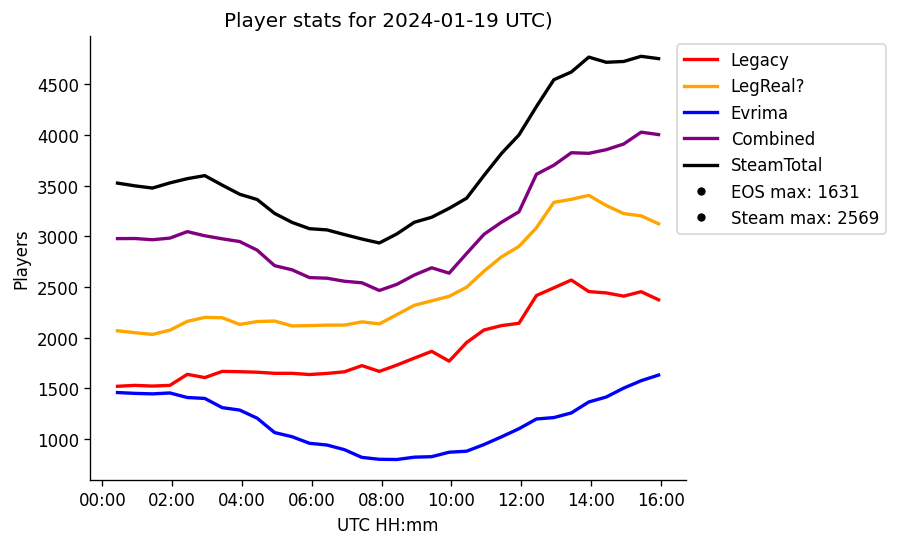 Player stats for 2024-01-19 UTC)
Legacy
LegReal?
Evrima
Combined
SteamTotal
EOS max: 1631
Steam max: 2569
Players
4500
4000
3500
3000
2500
2000
1500
1000
00:00 02:00 04:00 06:00 08:00 10:00 12:00 14:00 16:00
UTC HH:mm